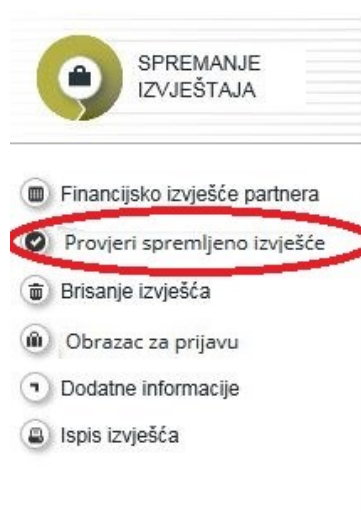 SPREMANJE
IZVJEŠTAJA
Financijsko izvješće partnera
Provjeri spremljeno izvješće
Brisanje izvješća
Obrazac za prijavu
Dodatne informacije
Ispis izvješća